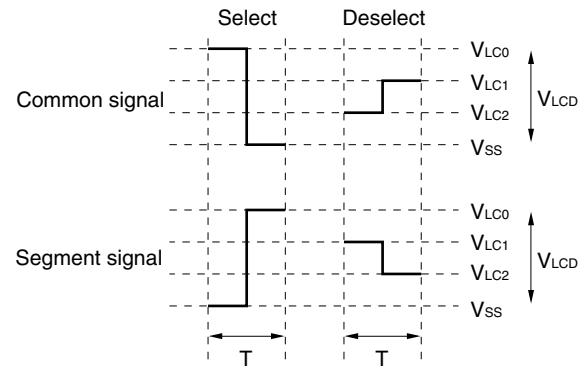 Select Deselect
VLC0
VLC1
Common signal
VLCD
VLC2
VSS
VLC0
VLC1
Segment signal
VLCD
VLC2
VSS
T T